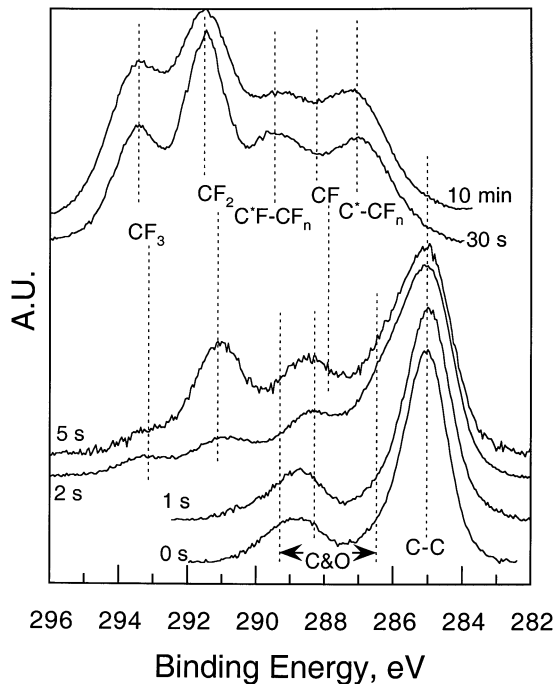 10 min
CF2 CF
C*F-CFn C*-CFn
CF3
30 s
A.U.
5 s
2 s
1 s
0 s
C&O
C-C
296 294 292 290 288 286 284 282
Binding Energy, eV